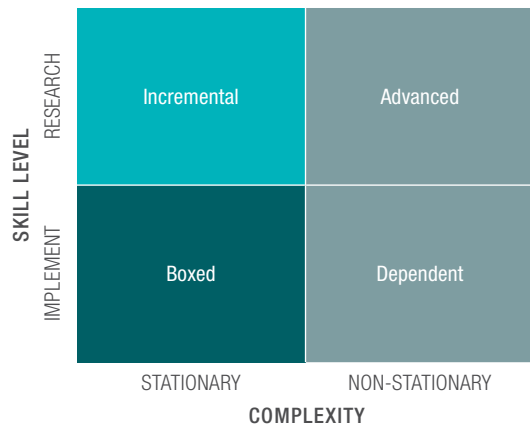 SKILL LEVEL
RESEARCH
IMPLEMENT
Incremental
Advanced
Boxed
Dependent
STATIONARY
NON-STATIONARY
COMPLEXITY